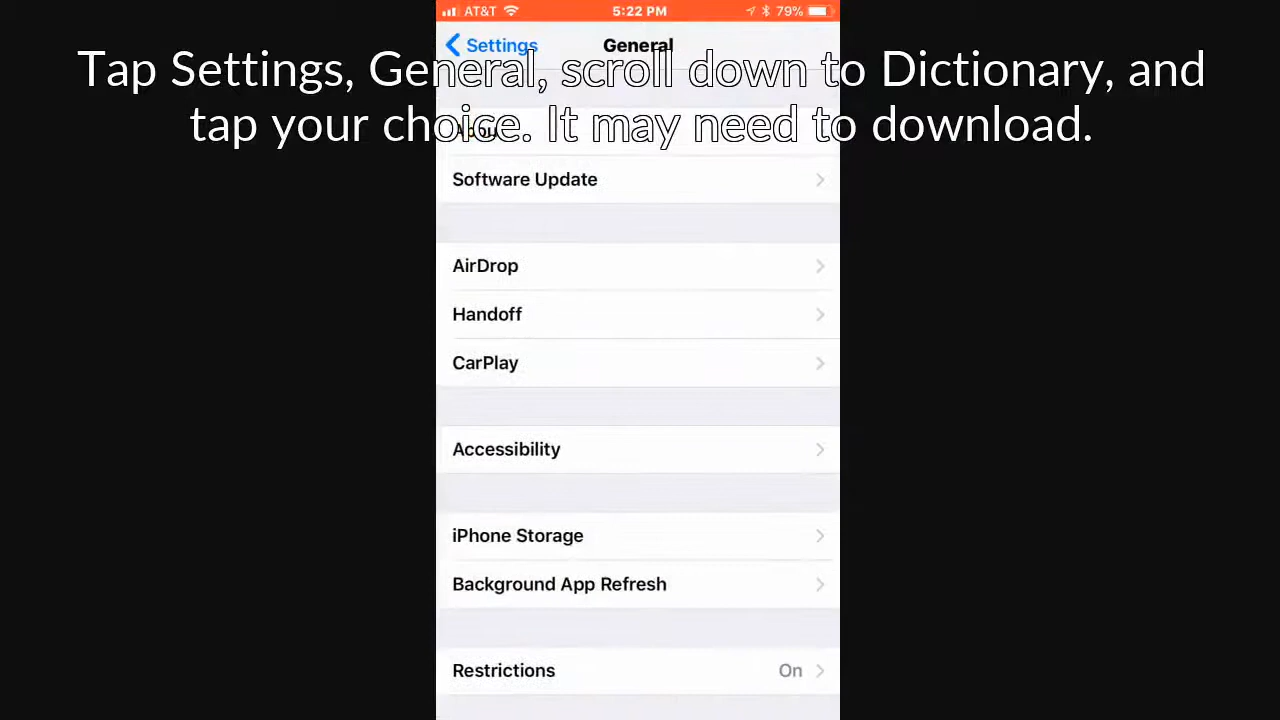 AT&T 5:22 PM 79%
Settings General
Tap Settings, General, scroll down to Dictionary, and
tap your choice. It may need to download.
About
Software Update
AirDrop
Handoff
CarPlay
Accessibility
iPhone Storage
Background App Refresh
Restrictions On